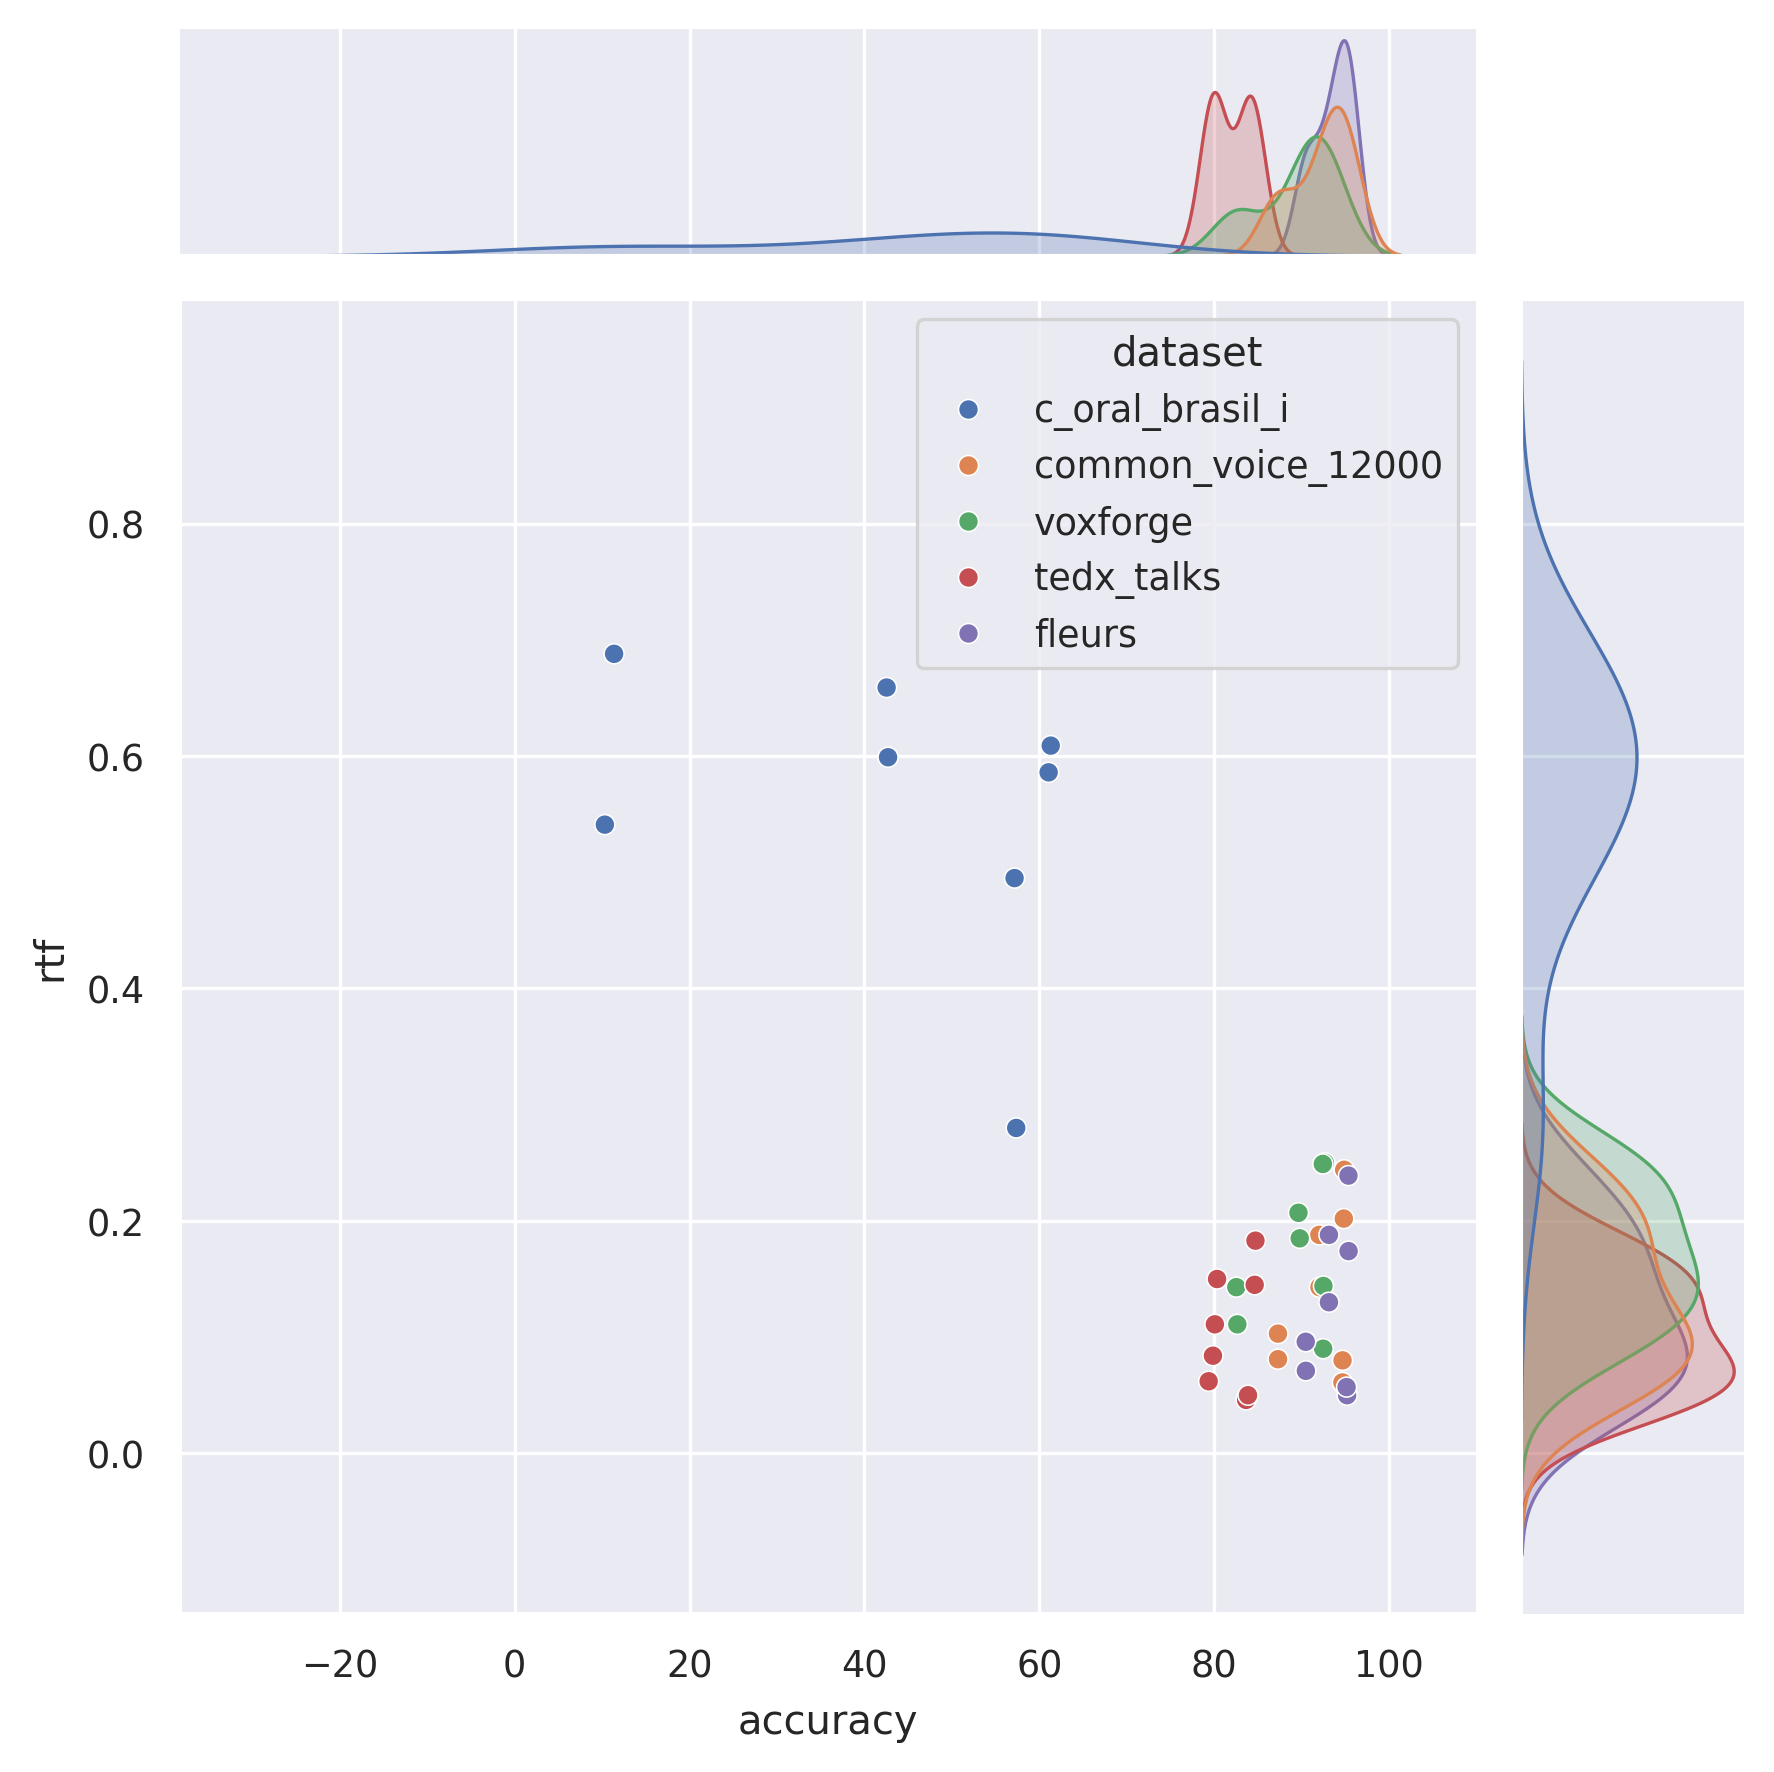 dataset
c_oral_brasil_i
common_voice_12000
voxforge
tedx_talks
fleurs
0.8
0.6
0.4
0.2
0.0
rtf
−20 0 20 40 60 80 100
accuracy